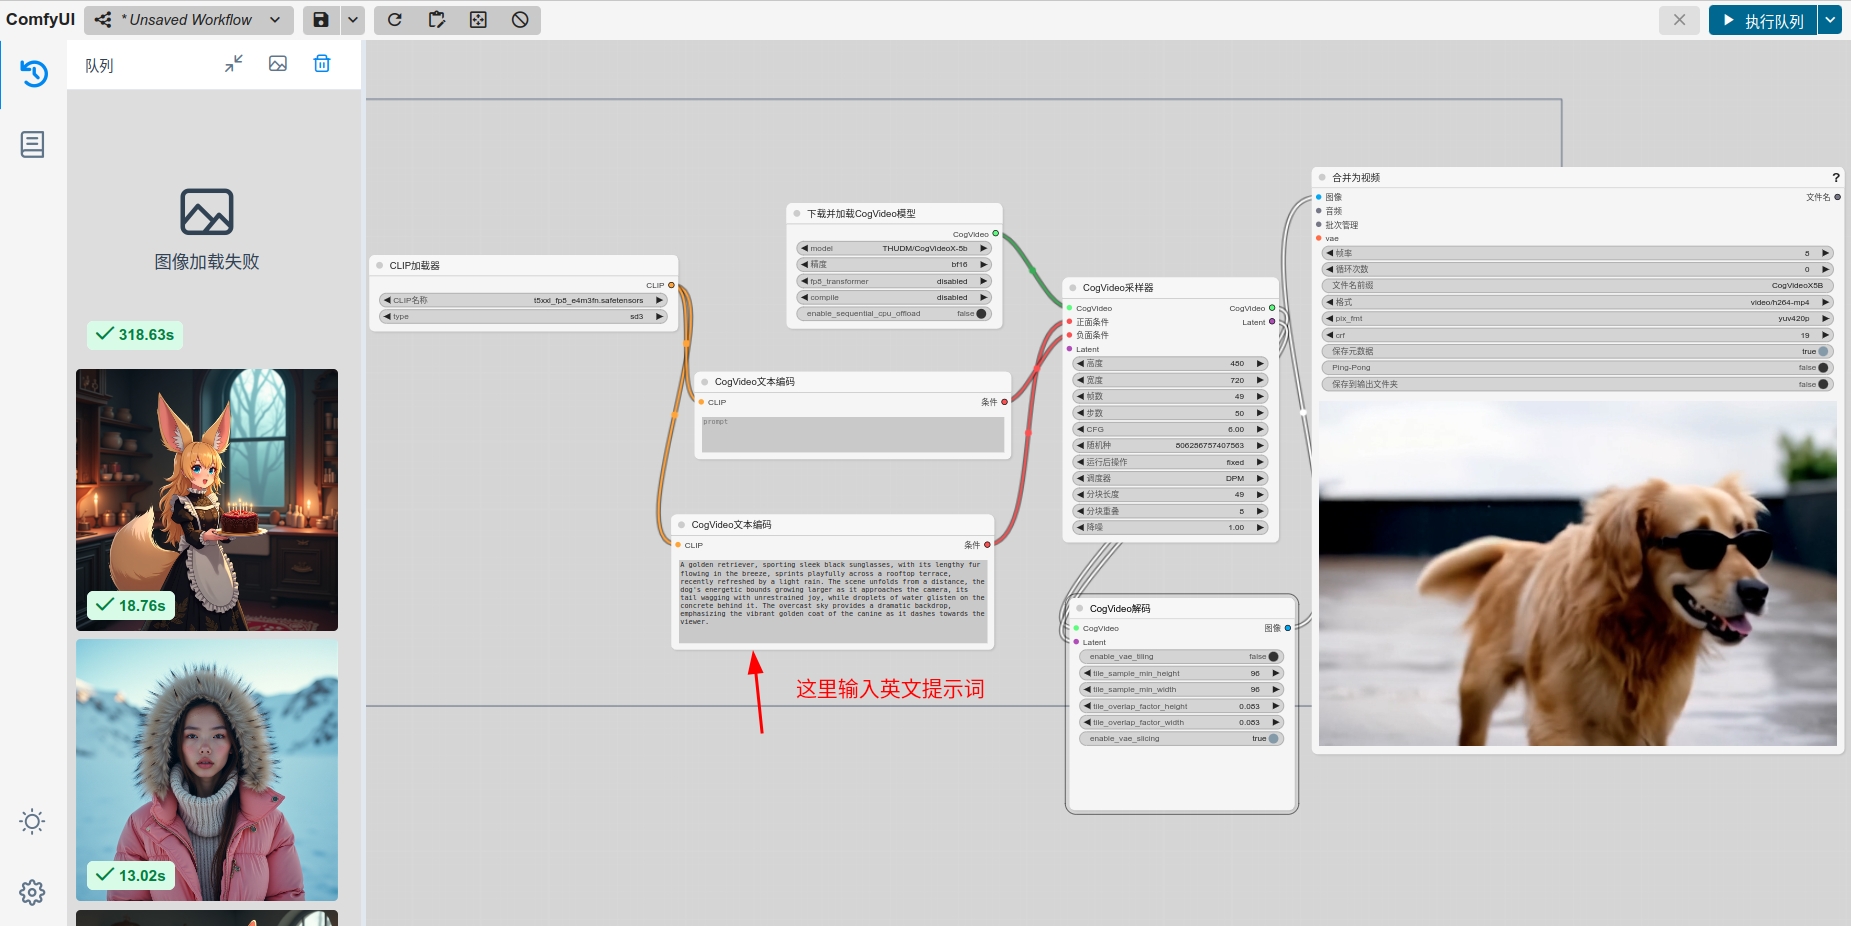 ComfyUI
* Unsaved Workflow
执行队列
队列
图像加载失败
318.63s
18.76s
13.02s
CLIP加载器
CLIP
CLIP名称 t5xxl_fp8_e4m3fn.safetensors
type sd3
下载并加载CogVideo模型
CogVideo
model THUDM/CogVideoX-5b
精度 bf16
fp8_transformer disabled
compile disabled
enable_sequential_cpu_offload false
CogVideo文本编码
CLIP 条件
prompt
CogVideo文本编码
CLIP 条件
A golden retriever, sporting sleek black sunglasses, with its lengthy fur
flowing in the breeze, sprints playfully across a rooftop terrace,
recently refreshed by a light rain. The scene unfolds from a distance, the
dog's energetic bounds growing larger as it approaches the camera, its
tail wagging with unrestrained joy, while droplets of water glisten on the
concrete behind it. The overcast sky provides a dramatic backdrop,
emphasizing the vibrant golden coat of the canine as it dashes towards the
viewer.
这里输入英文提示词
CogVideo采样器
CogVideo CogVideo
正面条件 Latent
负面条件
Latent
高度 480
宽度 720
帧数 49
步数 50
CFG 6.00
随机种 806286757407563
运行后操作 fixed
调度器 DPM
分块长度 49
分块重叠 8
降噪 1.00
CogVideo解码
CogVideo 图像
Latent
enable_vae_tiling false
tile_sample_min_height 96
tile_sample_min_width 96
tile_overlap_factor_height 0.083
tile_overlap_factor_width 0.083
enable_vae_slicing true
合并为视频 ?
图像 文件名
音频
批次管理
vae
帧率 8
循环次数 0
文件名前缀 CogVideoX5B
格式 video/h264-mp4
pix_fmt yuv420p
crf 19
保存元数据 true
Ping-Pong false
保存到输出文件夹 false